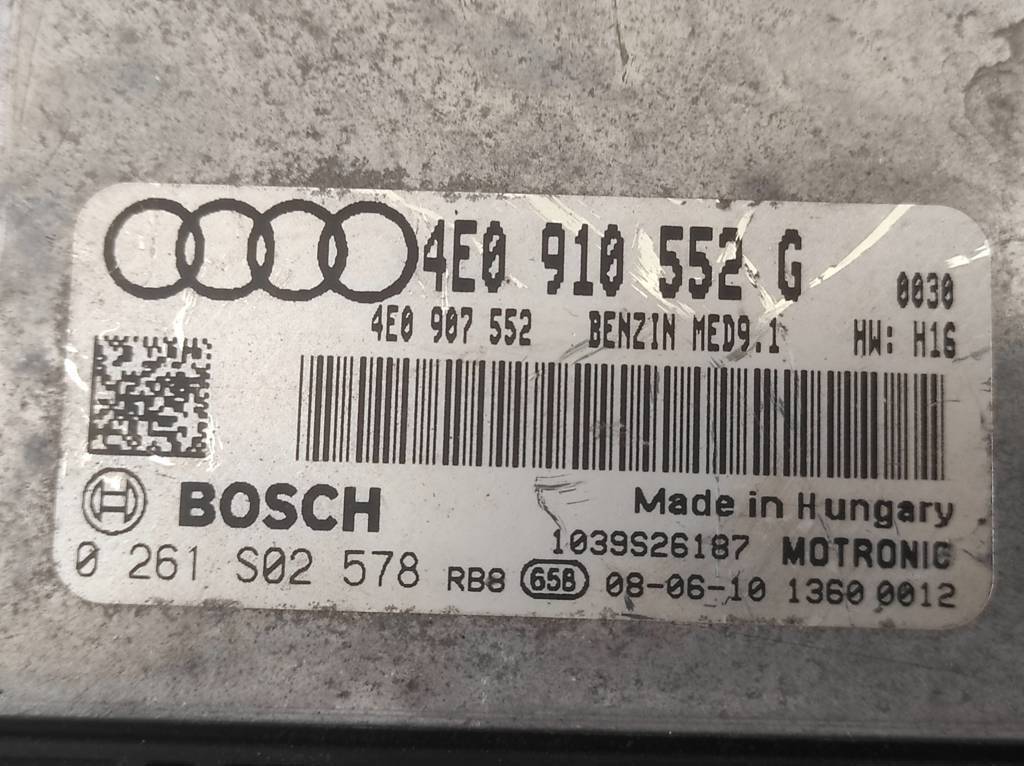 4E0 910 552 G
0030
4E0 907 552 BENZIN MED9.1 HW: H16
BOSCH
Made in Hungary
1039S26187 MOTRONIC
0 261 S02 578 RB8 658 08-06-10 1360 0012